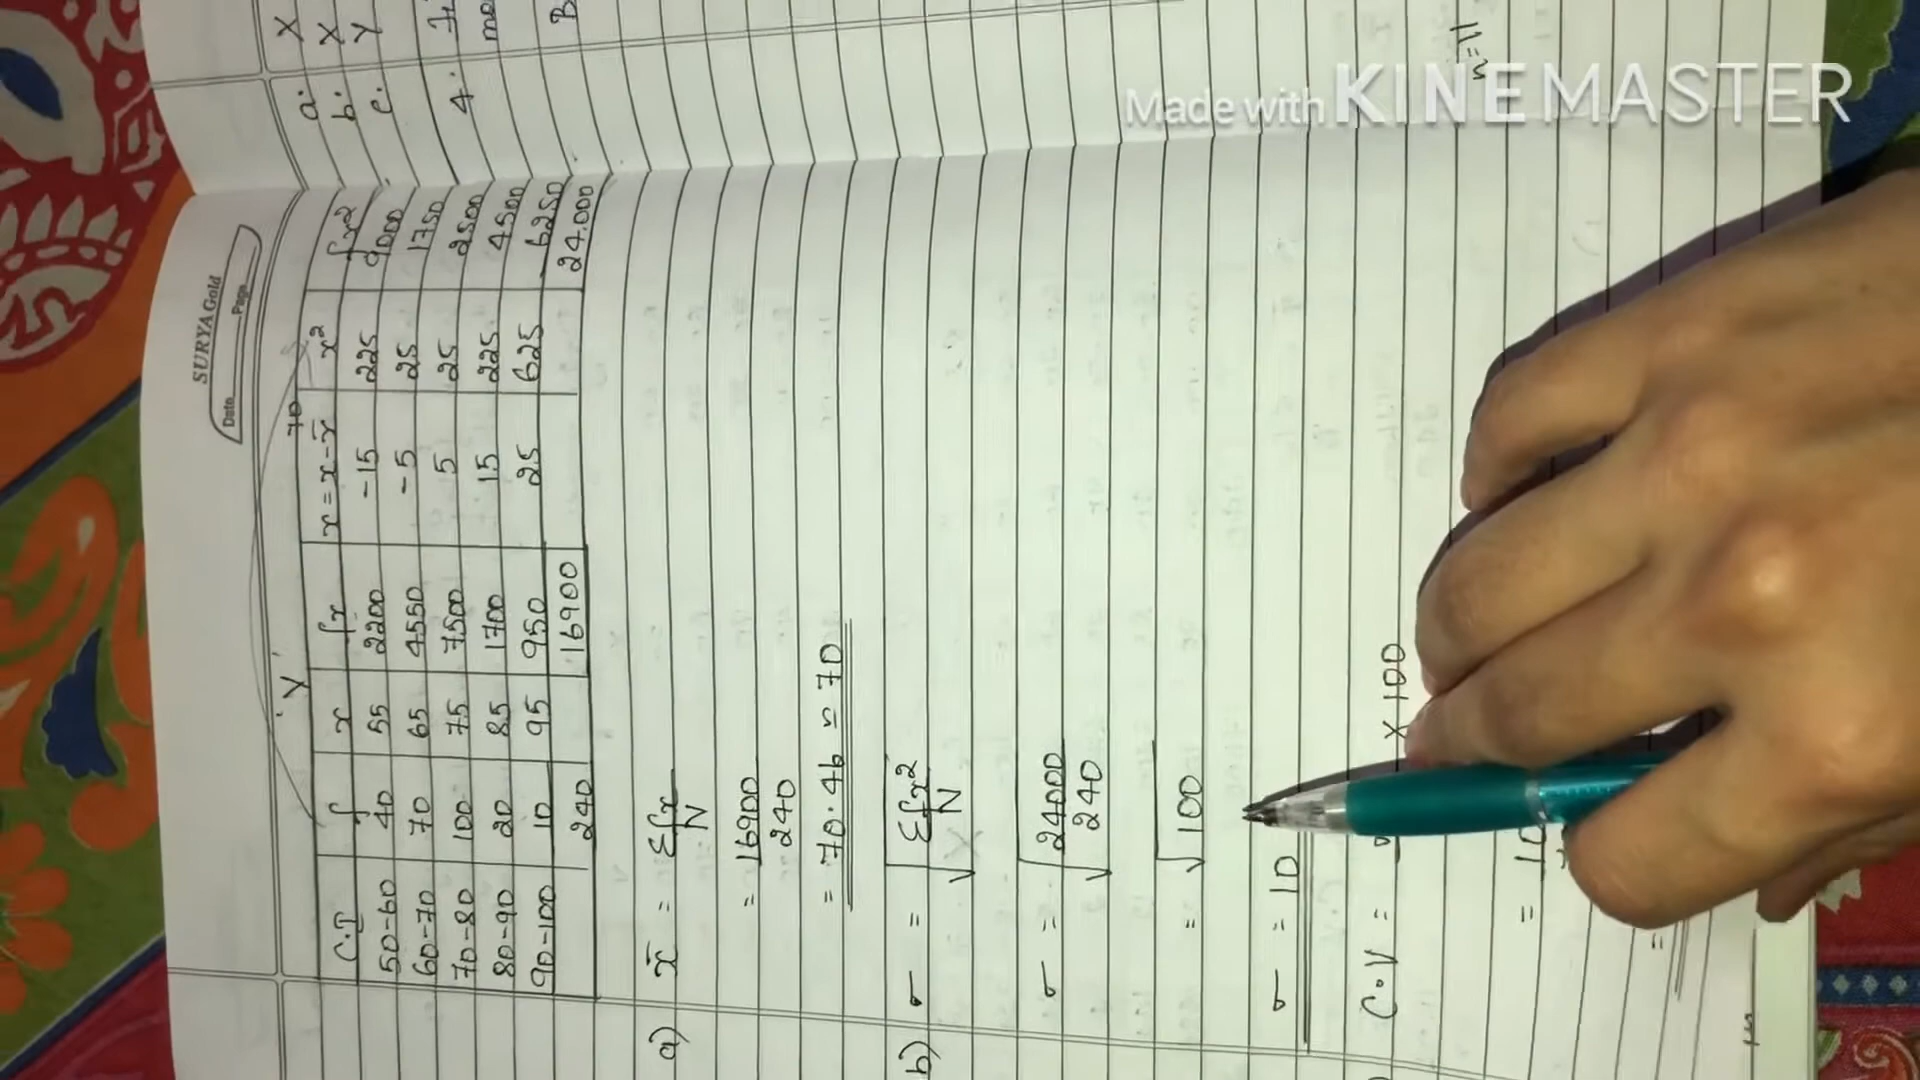 Made with KINEMASTER
SURYA Gold
Date Page
Y
70
C.I f x fx x = x - x̄ x² fx²
50-60 40 55 2200 -15 225 9000
60-70 70 65 4550 -5 25 1750
70-80 100 75 7500 5 25 2500
80-90 20 85 1700 15 225 4500
90-100 10 95 950 25 625 6250
240 16900 24.000
a) x̄ = Σfx/N
= 16900/240
= 70.46 = 70
b) σ = √Σfx²/N
σ = √24000/240
= √100
σ = 10
C.V = × 100
= 10
=
a. X
b. X
c. Y
4.
n=11